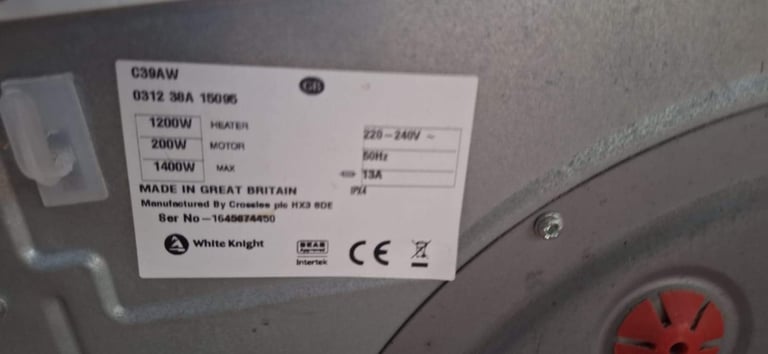 C39AW
GB
0312 38A 15095
1200W HEATER
200W MOTOR
1400W MAX
220-240V ~
50Hz
13A
IPX4
MADE IN GREAT BRITAIN
Manufactured By Crosslee plc HX3 8DE
Ser No -1645874450
White Knight
BEAB
Approved
Intertek
CE